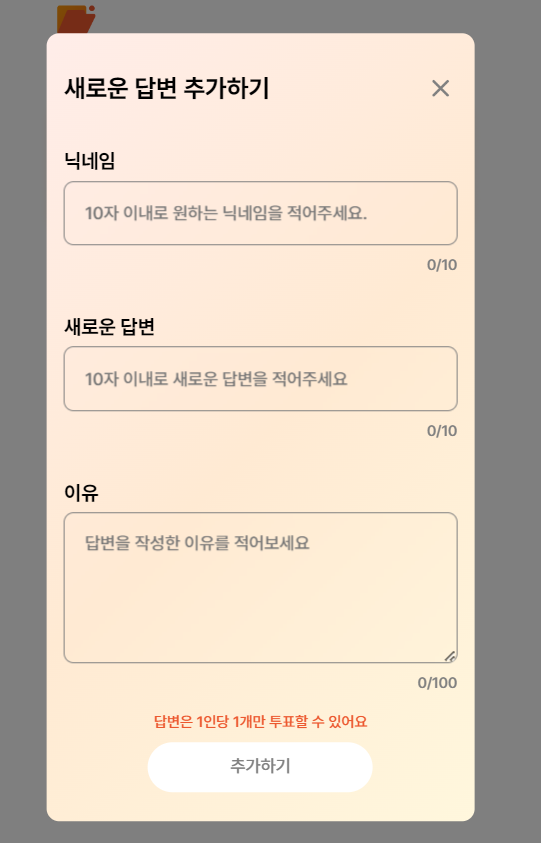 새로운 답변 추가하기
닉네임
10자 이내로 원하는 닉네임을 적어주세요.
0/10
새로운 답변
10자 이내로 새로운 답변을 적어주세요
0/10
이유
답변을 작성한 이유를 적어보세요
0/100
답변은 1인당 1개만 투표할 수 있어요
추가하기